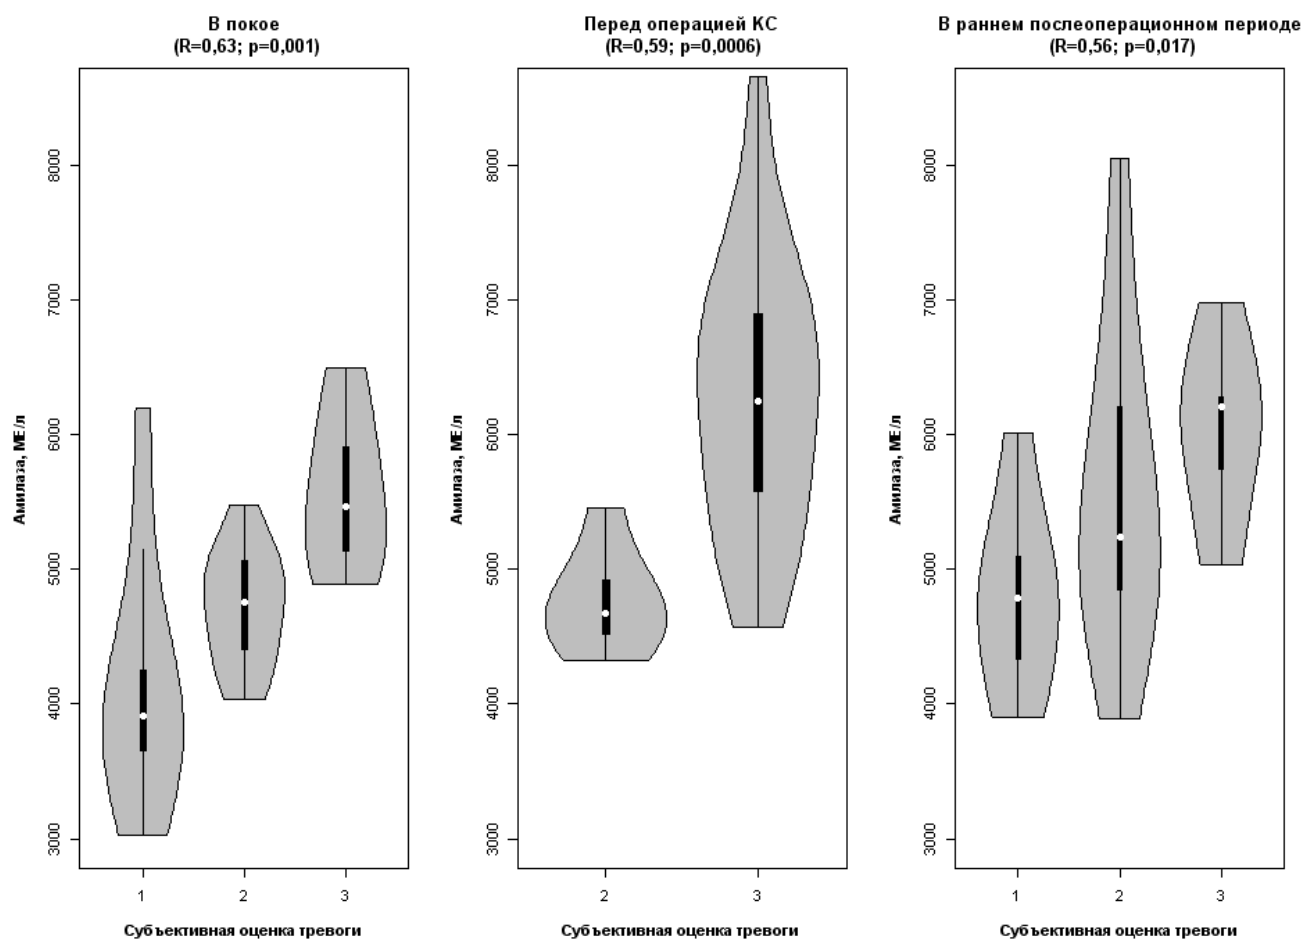 В покое
(R=0,63; p=0,001)
Амилаза, МЕ/л
8000
7000
6000
5000
4000
3000
1 2 3
Субъективная оценка тревоги
Перед операцией КС
(R=0,59; p=0,0006)
Амилаза, МЕ/л
8000
7000
6000
5000
4000
3000
2 3
Субъективная оценка тревоги
В раннем послеоперационном периоде
(R=0,56; p=0,017)
Амилаза, МЕ/л
8000
7000
6000
5000
4000
3000
1 2 3
Субъективная оценка тревоги